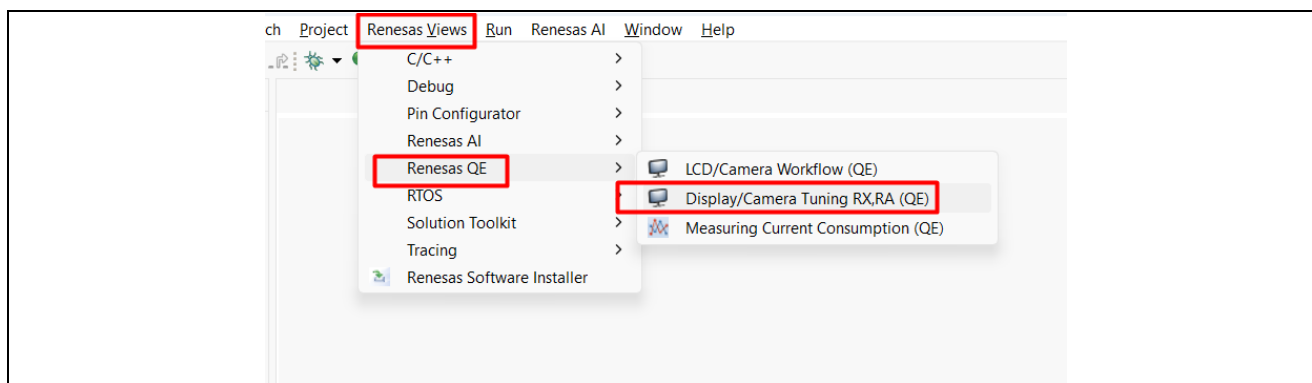 ch Project Renesas Views Run Renesas AI Window Help
C/C++
Debug
Pin Configurator
Renesas AI
Renesas QE
LCD/Camera Workflow (QE)
RTOS
Display/Camera Tuning RX,RA (QE)
Solution Toolkit
Measuring Current Consumption (QE)
Tracing
Renesas Software Installer